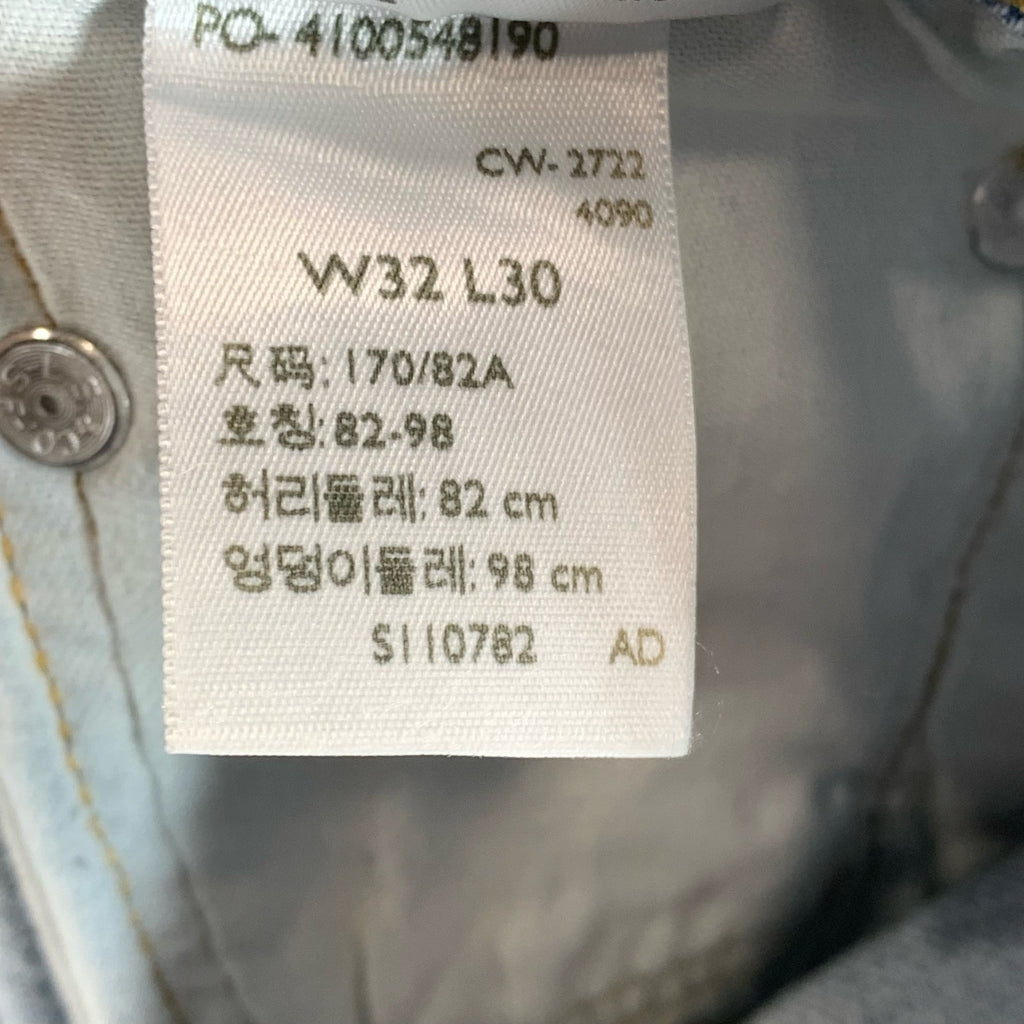 PO- 4100548190
CW- 2722
4090
W32 L30
尺码: 170/82A
호칭: 82-98
허리둘레: 82 cm
엉덩이둘레: 98 cm
S110782 AD